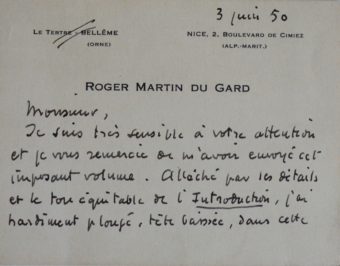 3 juin 50
LE TERTRE - BELLÊME
(ORNE)
NICE, 2, BOULEVARD DE CIMIEZ
(ALP.-MARIT.)
ROGER MARTIN DU GARD
Monsieur,
Je suis très sensible à votre attention
et je vous remercie de m'avoir envoyé cet
imposant volume. Alléché par les détails
et le ton équitable de l'Introduction, j'ai
hardiment plongé, tête baissée, dans cette